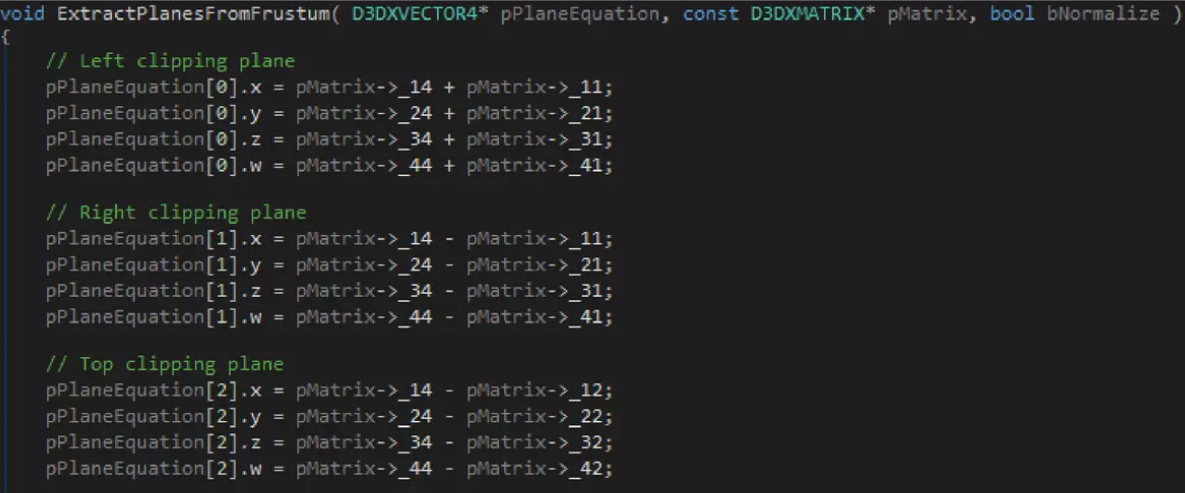 void ExtractPlanesFromFrustum( D3DXVECTOR4* pPlaneEquation, const D3DXMATRIX* pMatrix, bool bNormalize )
{
// Left clipping plane
pPlaneEquation[0].x = pMatrix->_14 + pMatrix->_11;
pPlaneEquation[0].y = pMatrix->_24 + pMatrix->_21;
pPlaneEquation[0].z = pMatrix->_34 + pMatrix->_31;
pPlaneEquation[0].w = pMatrix->_44 + pMatrix->_41;
// Right clipping plane
pPlaneEquation[1].x = pMatrix->_14 - pMatrix->_11;
pPlaneEquation[1].y = pMatrix->_24 - pMatrix->_21;
pPlaneEquation[1].z = pMatrix->_34 - pMatrix->_31;
pPlaneEquation[1].w = pMatrix->_44 - pMatrix->_41;
// Top clipping plane
pPlaneEquation[2].x = pMatrix->_14 - pMatrix->_12;
pPlaneEquation[2].y = pMatrix->_24 - pMatrix->_22;
pPlaneEquation[2].z = pMatrix->_34 - pMatrix->_32;
pPlaneEquation[2].w = pMatrix->_44 - pMatrix->_42;